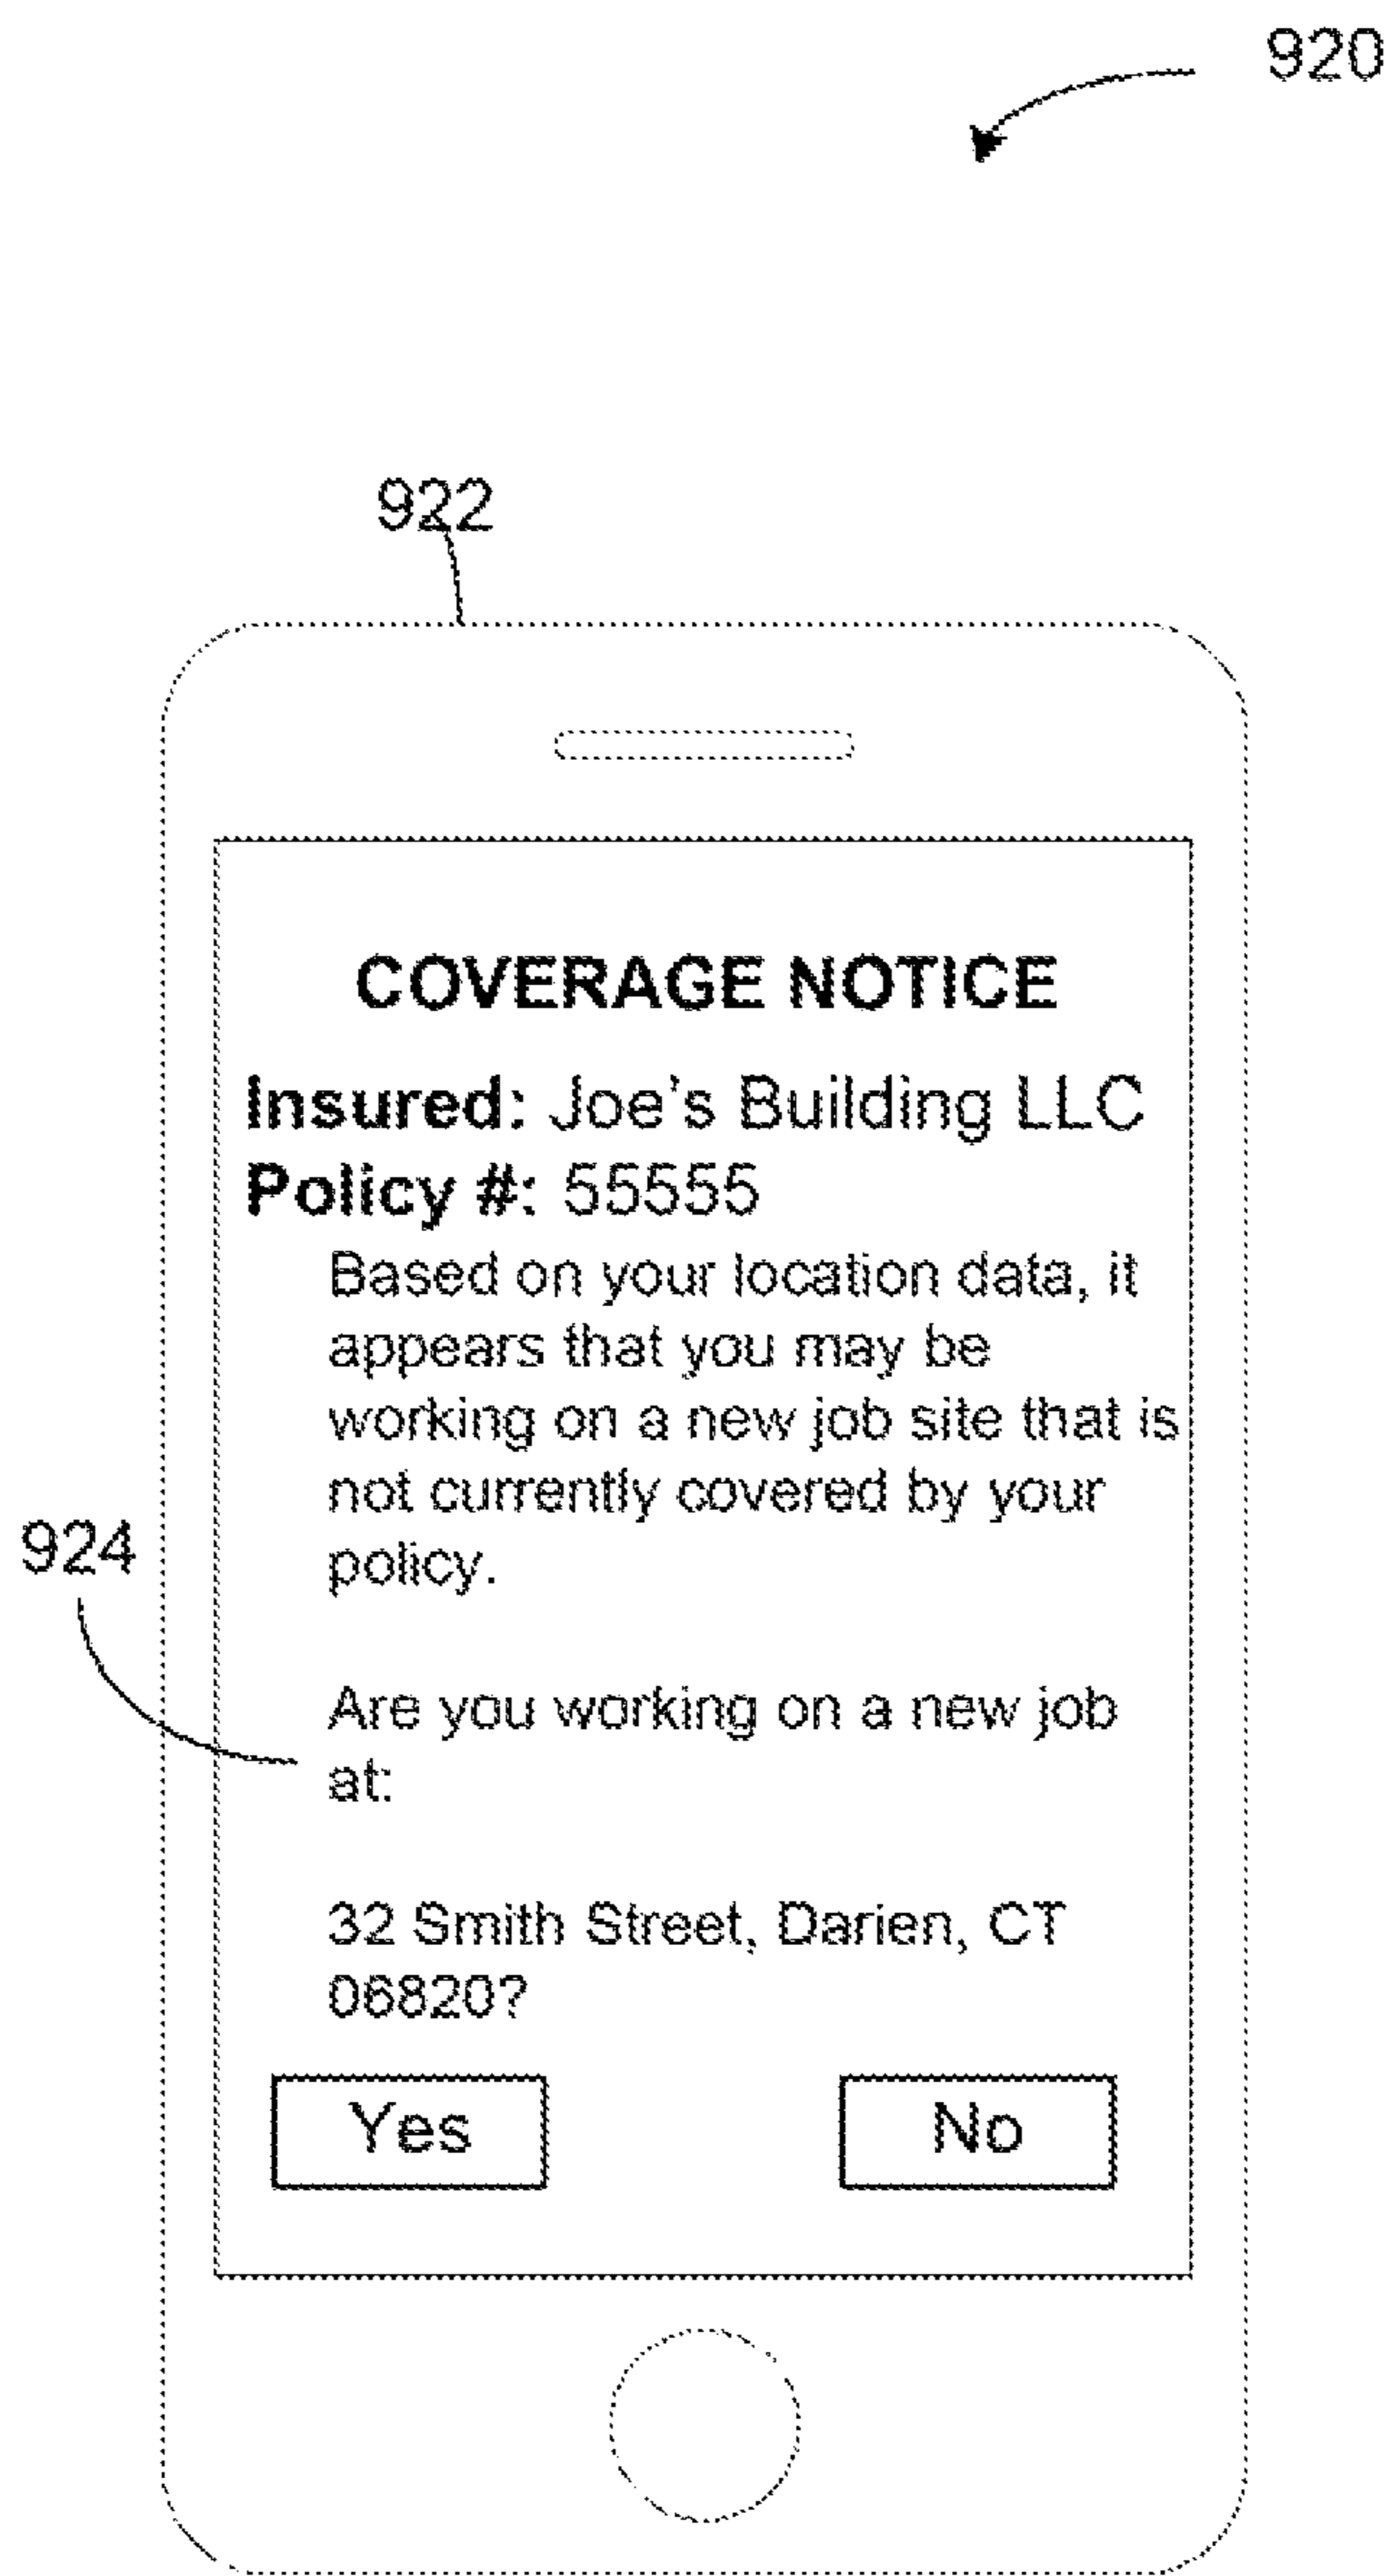 920
922
COVERAGE NOTICE
Insured: Joe's Building LLC
Policy #: 55555
Based on your location data, it
appears that you may be
working on a new job site that is
not currently covered by your
policy.
924
Are you working on a new job
at:
32 Smith Street, Darien, CT
06820?
Yes No